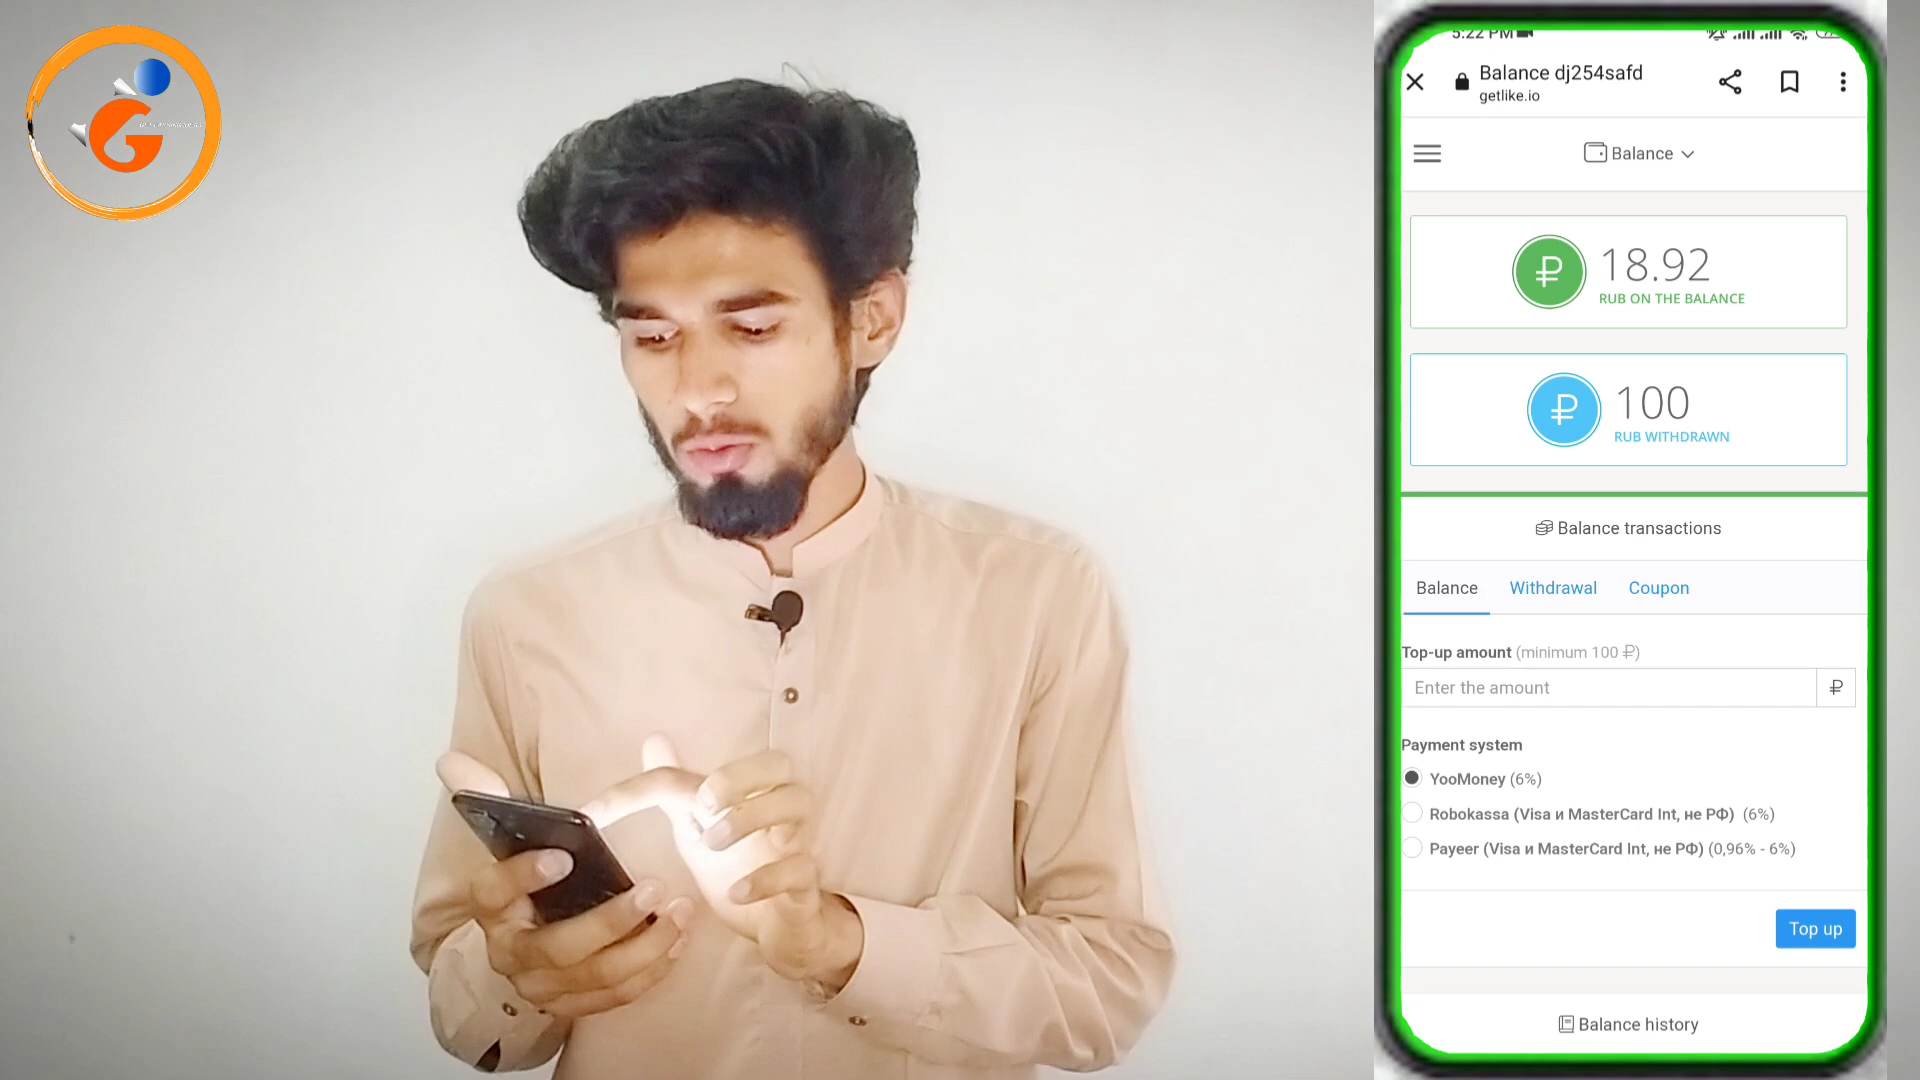 5:22 PM
Balance dj254safd
getlike.io
Balance
18.92
RUB ON THE BALANCE
100
RUB WITHDRAWN
Balance transactions
Balance Withdrawal Coupon
Top-up amount (minimum 100 ₽)
Enter the amount ₽
Payment system
YooMoney (6%)
Robokassa (Visa и MasterCard Int, не РФ) (6%)
Payeer (Visa и MasterCard Int, не РФ) (0,96% - 6%)
Top up
Balance history